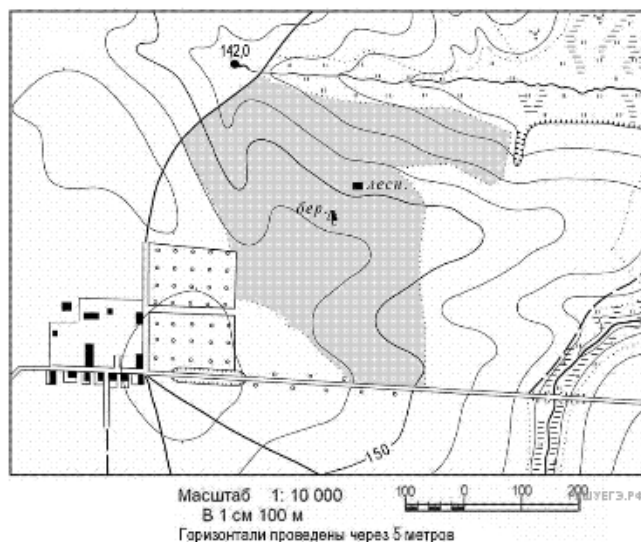 142,0
лесн.
бер.
150
Масштаб 1: 10 000
100 0 100 200
В 1 см 100 м
Горизонтали проведены через 5 метров